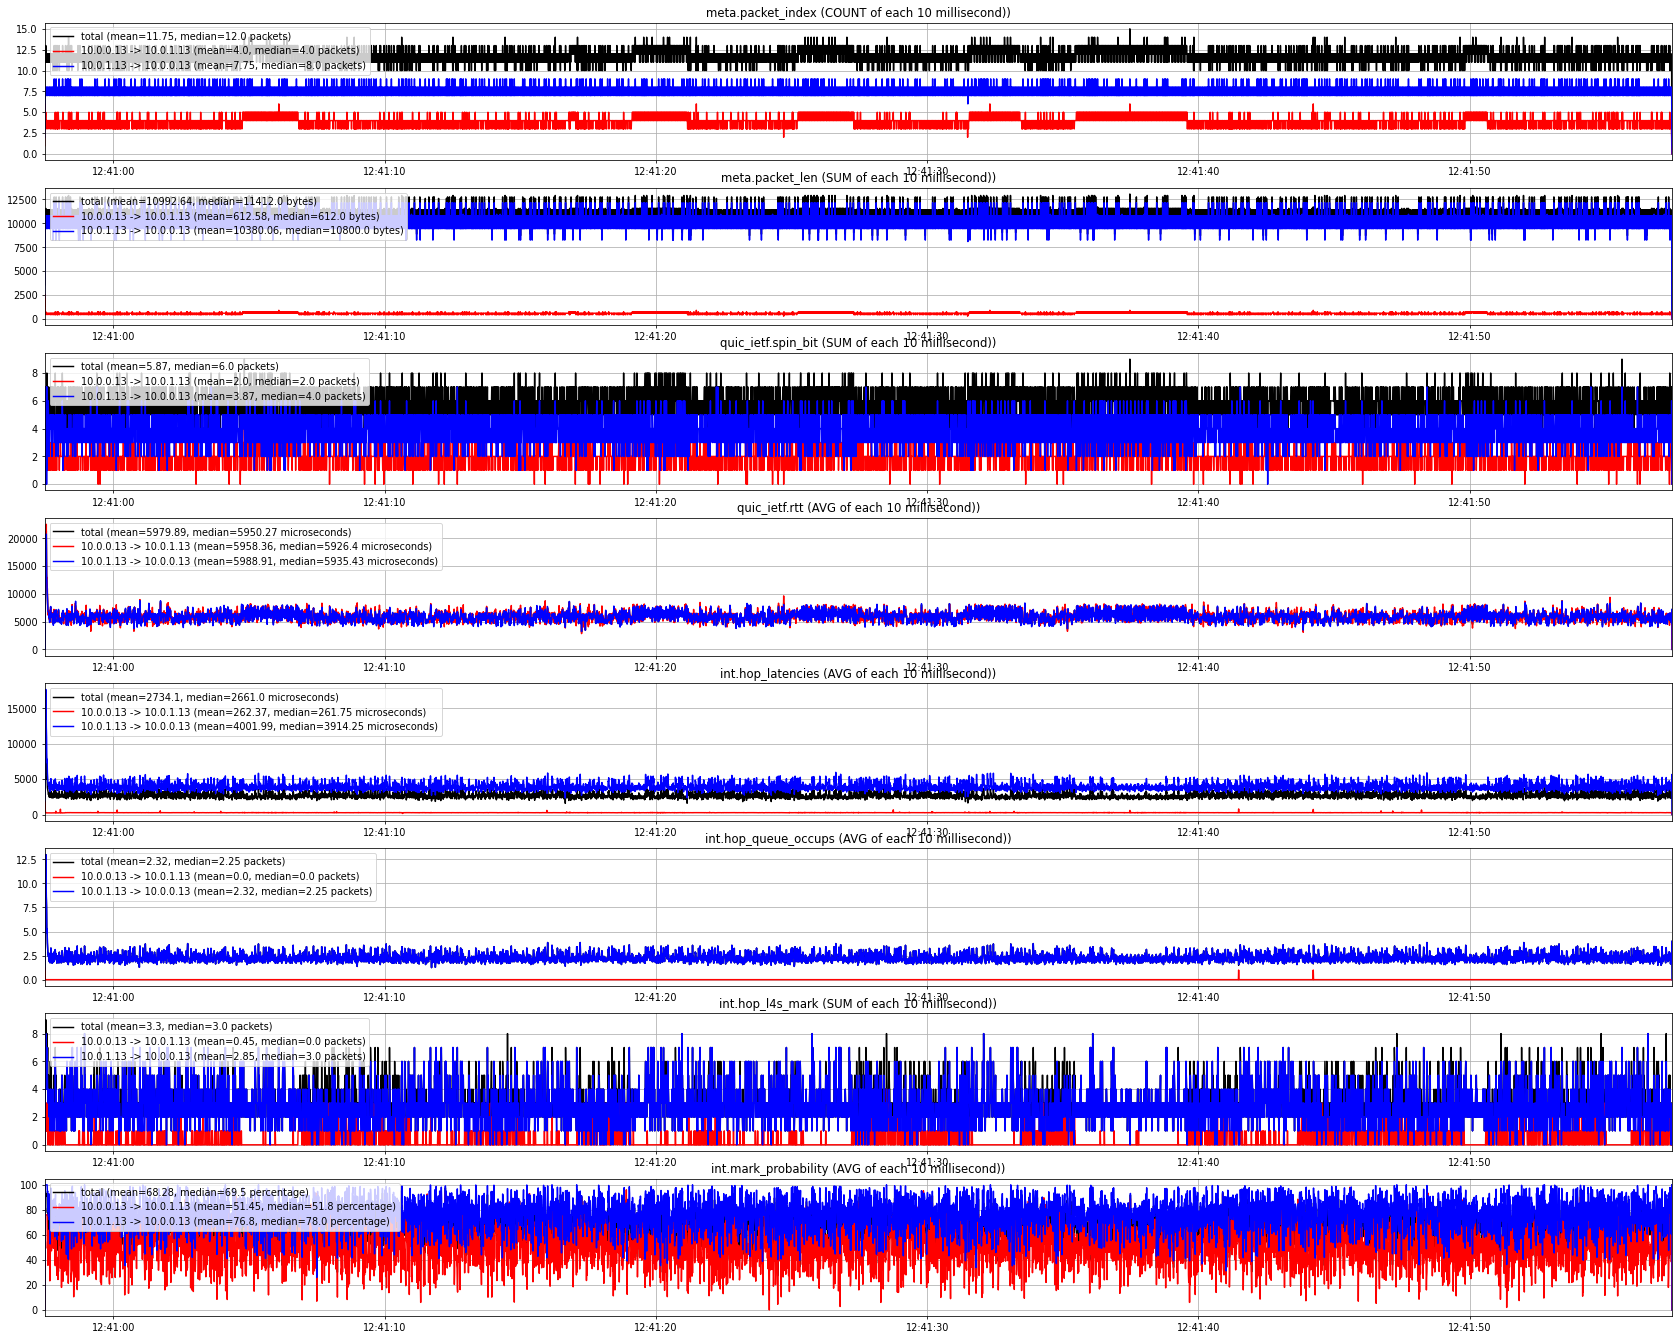 meta.packet_index (COUNT of each 10 millisecond))
15.0
12.5
10.0
7.5
5.0
2.5
0.0
total (mean=11.75, median=12.0 packets)
10.0.0.13 -> 10.0.1.13 (mean=4.0, median=4.0 packets)
10.0.1.13 -> 10.0.0.13 (mean=7.75, median=8.0 packets)
12:41:00 12:41:10 12:41:20 12:41:30 12:41:40 12:41:50
meta.packet_len (SUM of each 10 millisecond))
12500
10000
7500
5000
2500
0
total (mean=10992.64, median=11412.0 bytes)
10.0.0.13 -> 10.0.1.13 (mean=612.58, median=612.0 bytes)
10.0.1.13 -> 10.0.0.13 (mean=10380.06, median=10800.0 bytes)
12:41:00 12:41:10 12:41:20 12:41:30 12:41:40 12:41:50
quic_ietf.spin_bit (SUM of each 10 millisecond))
8
6
4
2
0
total (mean=5.87, median=6.0 packets)
10.0.0.13 -> 10.0.1.13 (mean=2.0, median=2.0 packets)
10.0.1.13 -> 10.0.0.13 (mean=3.87, median=4.0 packets)
12:41:00 12:41:10 12:41:20 12:41:30 12:41:40 12:41:50
quic_ietf.rtt (AVG of each 10 millisecond))
20000
15000
10000
5000
0
total (mean=5979.89, median=5950.27 microseconds)
10.0.0.13 -> 10.0.1.13 (mean=5958.36, median=5926.4 microseconds)
10.0.1.13 -> 10.0.0.13 (mean=5988.91, median=5935.43 microseconds)
12:41:00 12:41:10 12:41:20 12:41:30 12:41:40 12:41:50
int.hop_latencies (AVG of each 10 millisecond))
15000
10000
5000
0
total (mean=2734.1, median=2661.0 microseconds)
10.0.0.13 -> 10.0.1.13 (mean=262.37, median=261.75 microseconds)
10.0.1.13 -> 10.0.0.13 (mean=4001.99, median=3914.25 microseconds)
12:41:00 12:41:10 12:41:20 12:41:30 12:41:40 12:41:50
int.hop_queue_occups (AVG of each 10 millisecond))
12.5
10.0
7.5
5.0
2.5
0.0
total (mean=2.32, median=2.25 packets)
10.0.0.13 -> 10.0.1.13 (mean=0.0, median=0.0 packets)
10.0.1.13 -> 10.0.0.13 (mean=2.32, median=2.25 packets)
12:41:00 12:41:10 12:41:20 12:41:30 12:41:40 12:41:50
int.hop_l4s_mark (SUM of each 10 millisecond))
8
6
4
2
0
total (mean=3.3, median=3.0 packets)
10.0.0.13 -> 10.0.1.13 (mean=0.45, median=0.0 packets)
10.0.1.13 -> 10.0.0.13 (mean=2.85, median=3.0 packets)
12:41:00 12:41:10 12:41:20 12:41:30 12:41:40 12:41:50
int.mark_probability (AVG of each 10 millisecond))
100
80
60
40
20
0
total (mean=68.28, median=69.5 percentage)
10.0.0.13 -> 10.0.1.13 (mean=51.45, median=51.8 percentage)
10.0.1.13 -> 10.0.0.13 (mean=76.8, median=78.0 percentage)
12:41:00 12:41:10 12:41:20 12:41:30 12:41:40 12:41:50